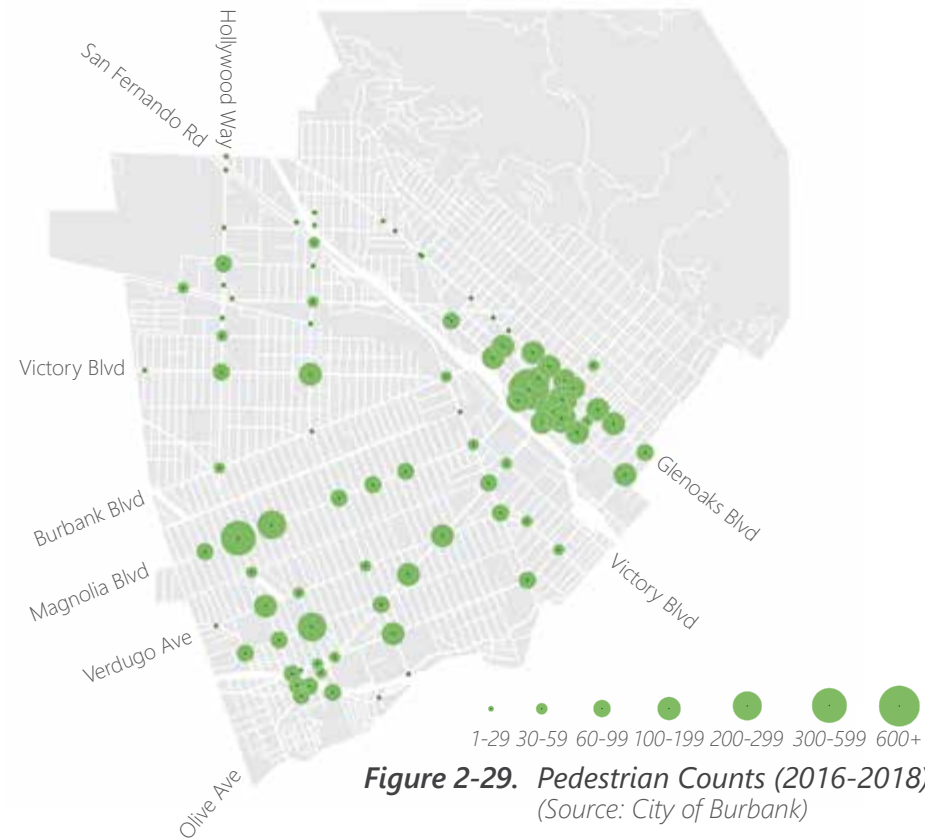 Hollywood Way
San Fernando Rd
Victory Blvd
Burbank Blvd
Magnolia Blvd
Verdugo Ave
Olive Ave
Glenoaks Blvd
Victory Blvd
1-29 30-59 60-99 100-199 200-299 300-599 600+
Figure 2-29. Pedestrian Counts (2016-2018)
(Source: City of Burbank)